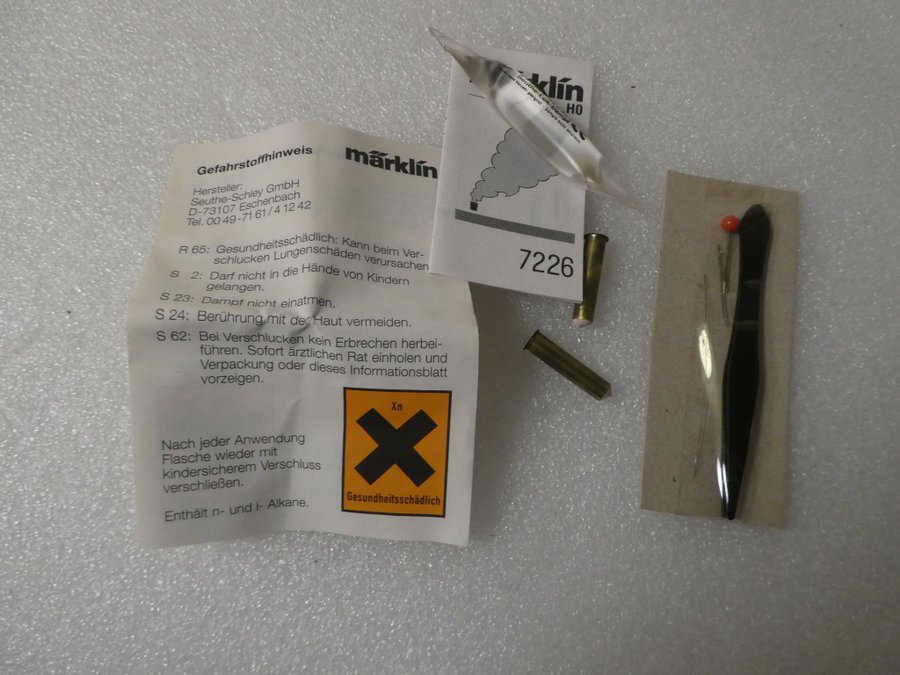 Gefahrstoffhinweis
märklin
Hersteller:
Seuthe-Schley GmbH
D-73107 Eschenbach
Tel. 00 49 -71 61 / 4 12 42
R 65: Gesundheitsschädlich: Kann beim Ver-
schlucken Lungenschäden verursachen
S 2: Darf nicht in die Hände von Kindern
gelangen.
S 23: Dampf nicht einatmen.
S 24: Berührung mit der Haut vermeiden.
S 62: Bei Verschlucken kein Erbrechen herbei-
führen. Sofort ärztlichen Rat einholen und
Verpackung oder dieses Informationsblatt
vorzeigen.
Nach jeder Anwendung
Flasche wieder mit
kindersicherem Verschluss
verschließen.
Enthält n- und i- Alkane.
Xn
Gesundheitsschädlich
klin
H0
7226